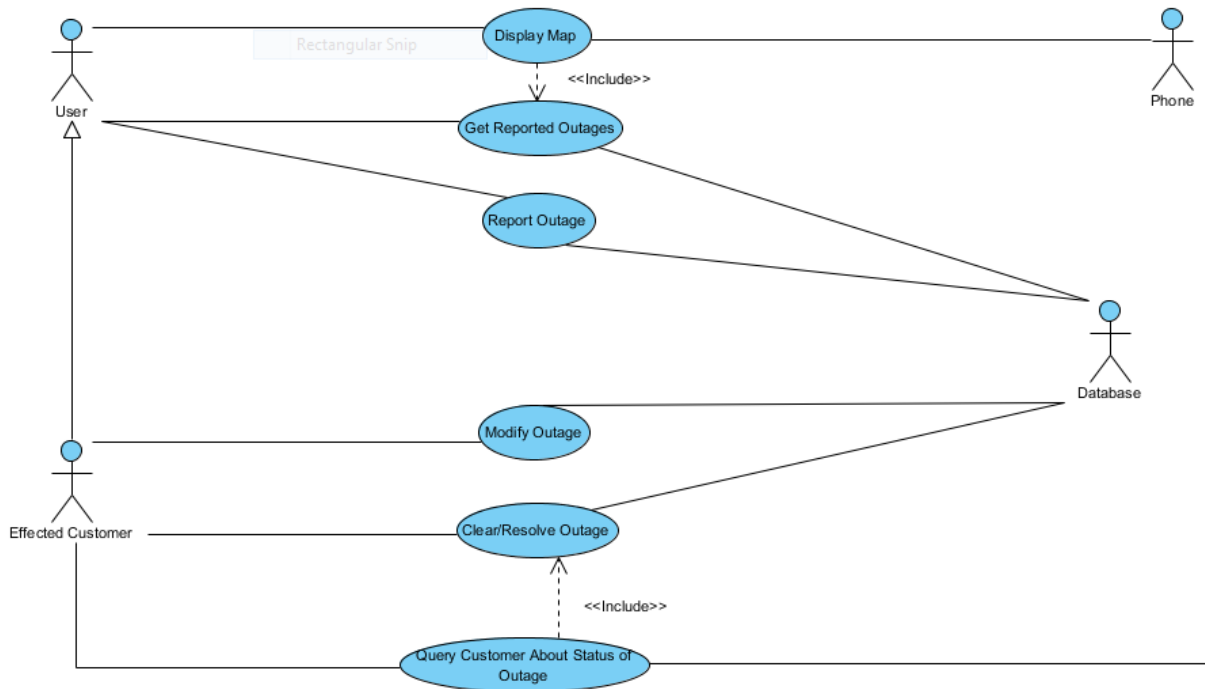 Display Map
Rectangular Snip
<<Include>>
User
Phone
Get Reported Outages
Report Outage
Database
Modify Outage
Effected Customer
Clear/Resolve Outage
<<Include>>
Query Customer About Status of
Outage